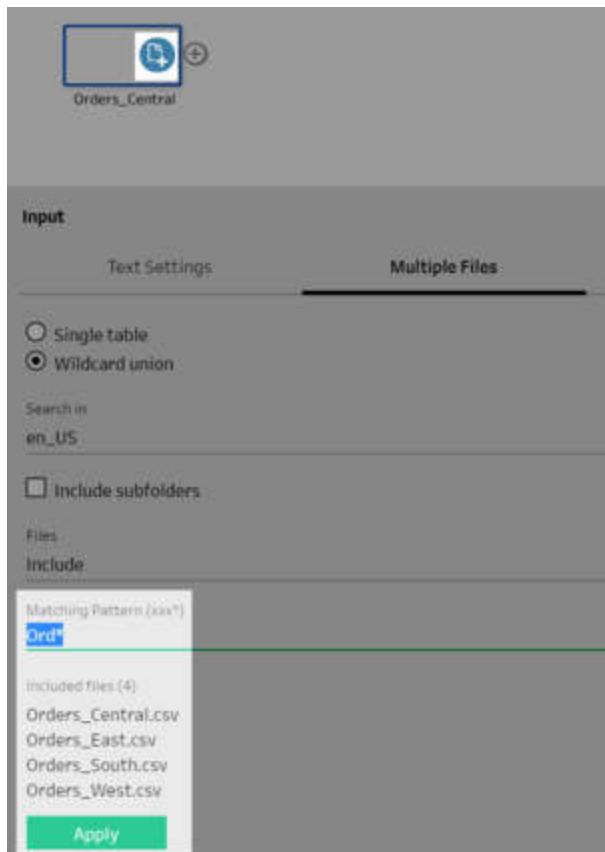 Orders_Central
Input
Text Settings
Multiple Files
Single table
Wildcard union
Search in
en_US
Include subfolders
Files
Include
Matching Pattern (xxx*)
Ord*
Included files (4)
Orders_Central.csv
Orders_East.csv
Orders_South.csv
Orders_West.csv
Apply